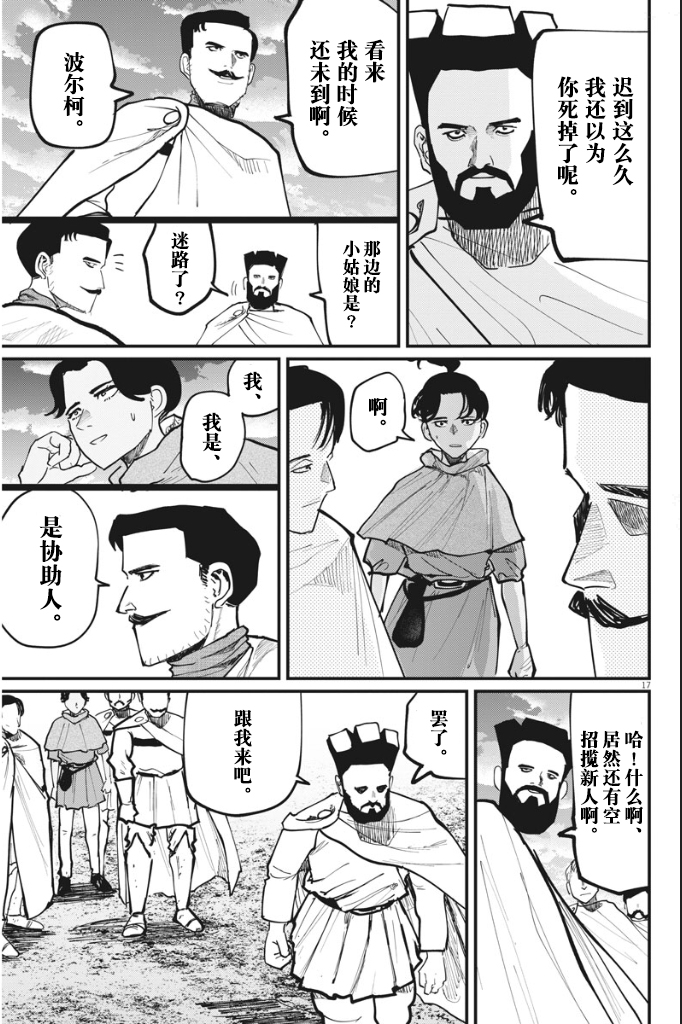 迟到这么久
我还以为
你死掉了呢。
看来
我的时候
还未到啊。
波尔柯。
那边的
小姑娘是？
迷路了？
啊。
我、
我是、
是协助人。
17
哈！什么啊、
居然还有空
招揽新人啊。
罢了。
跟我来吧。